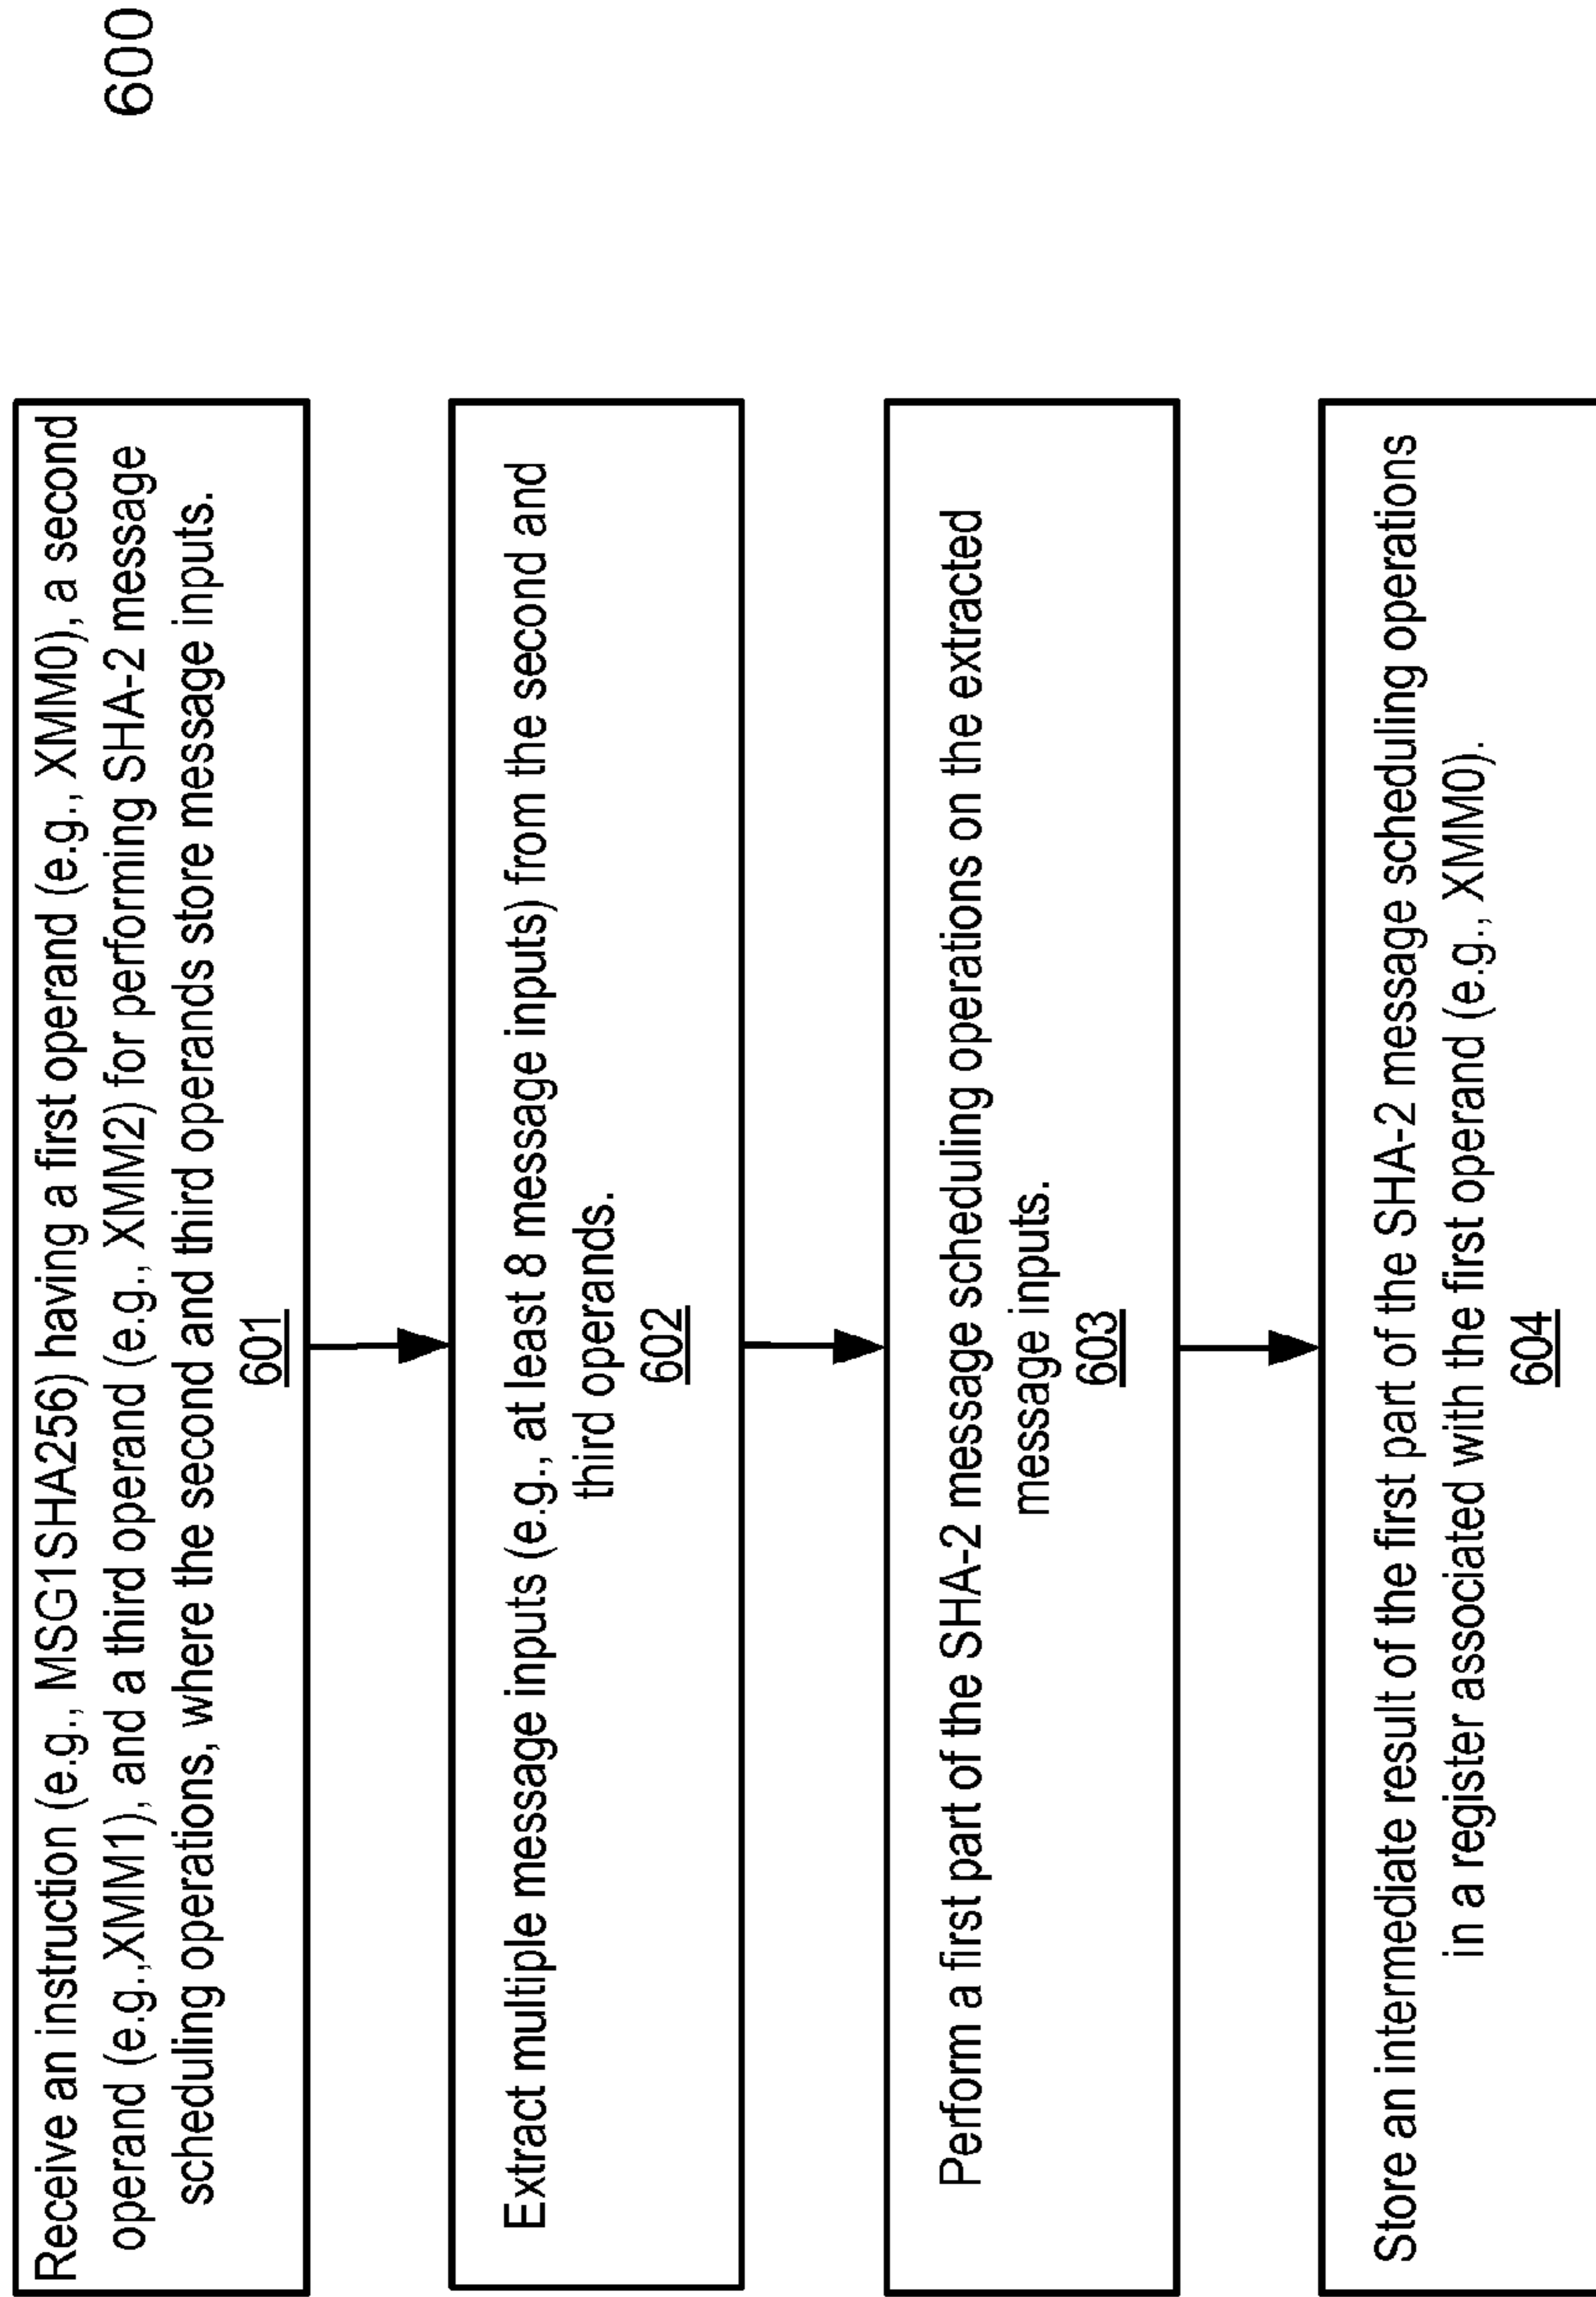 600
Receive an instruction (e.g., MSG1SHA256) having a first operand (e.g., XMM0), a second
operand (e.g.,XMM1), and a third operand (e.g., XMM2) for performing SHA-2 message
scheduling operations, where the second and third operands store message inputs.
601
Extract multiple message inputs (e.g., at least 8 message inputs) from the second and
third operands.
602
Perform a first part of the SHA-2 message scheduling operations on the extracted
message inputs.
603
Store an intermediate result of the first part of the SHA-2 message scheduling operations
in a register associated with the first operand (e.g., XMM0).
604